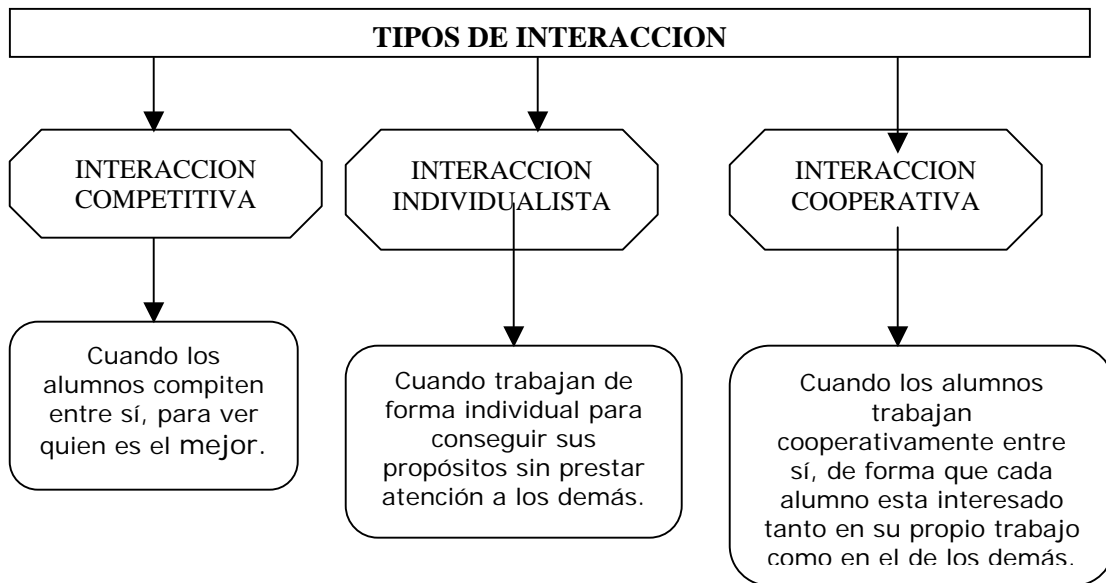 TIPOS DE INTERACCION
INTERACCION
COMPETITIVA
INTERACCION
INDIVIDUALISTA
INTERACCION
COOPERATIVA
Cuando los
alumnos compiten
entre sí, para ver
quien es el mejor.
Cuando trabajan de
forma individual para
conseguir sus
propósitos sin prestar
atención a los demás.
Cuando los alumnos
trabajan
cooperativamente entre
sí, de forma que cada
alumno esta interesado
tanto en su propio trabajo
como en el de los demás.